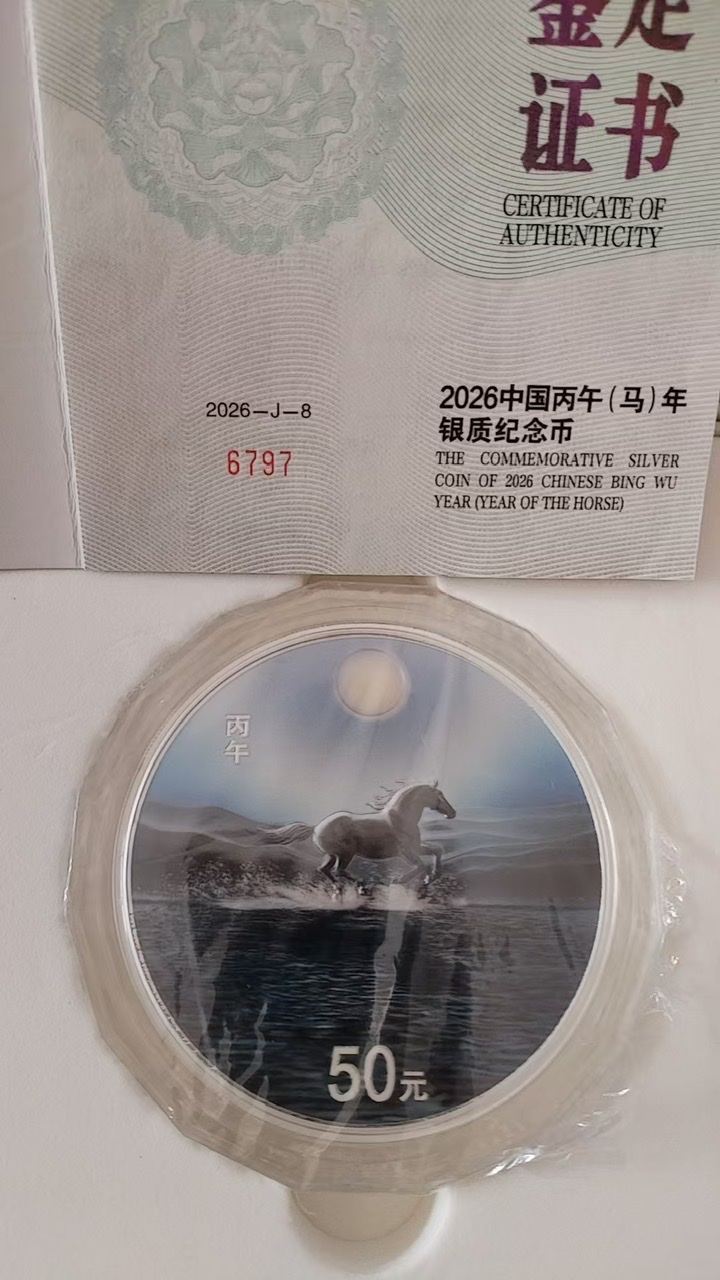 鉴定
证书
CERTIFICATE OF
AUTHENTICITY
2026—J—8
6797
2026中国丙午(马)年
银质纪念币
THE COMMEMORATIVE SILVER
COIN OF 2026 CHINESE BING WU
YEAR (YEAR OF THE HORSE)
丙
午
50元